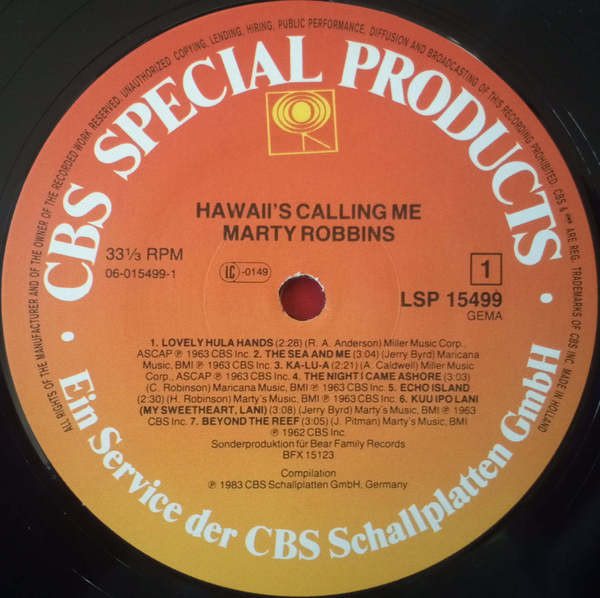 ALL RIGHTS OF THE MANUFACTURER AND OF THE OWNER OF THE RECORDED WORK RESERVED. UNAUTHORIZED COPYING, LENDING, HIRING, PUBLIC PERFORMANCE, DIFFUSION AND BROADCASTING OF THIS RECORDING PROHIBITED. CBS & ARE REG. TRADEMARKS OF CBS INC. MADE IN HOLLAND
· CBS SPECIAL PRODUCTS ·
HAWAII'S CALLING ME
MARTY ROBBINS
33 1/3 RPM
06-015499-1
LC -0149
1
LSP 15499
GEMA
1. LOVELY HULA HANDS (2:28) (R. A. Anderson) Miller Music Corp.,
ASCAP ℗ 1963 CBS Inc. 2. THE SEA AND ME (3:04) (Jerry Byrd) Maricana
Music, BMI ℗ 1963 CBS Inc. 3. KA-LU-A (2:21) (A. Caldwell) Miller Music
Corp., ASCAP ℗ 1963 CBS Inc. 4. THE NIGHT I CAME ASHORE (3:03)
(C. Robinson) Maricana Music, BMI ℗ 1963 CBS Inc. 5. ECHO ISLAND
(2:30) (H. Robinson) Marty's Music, BMI ℗ 1963 CBS Inc. 6. KUU IPO LANI
(MY SWEETHEART, LANI) (3:08) (Jerry Byrd) Marty's Music, BMI ℗ 1963
CBS Inc. 7. BEYOND THE REEF (3:05) (J. Pitman) Marty's Music, BMI
℗ 1962 CBS Inc.
Sonderproduktion für Bear Family Records
BFX 15123
Compilation
℗ 1983 CBS Schallplatten GmbH, Germany
Ein Service der CBS Schallplatten GmbH